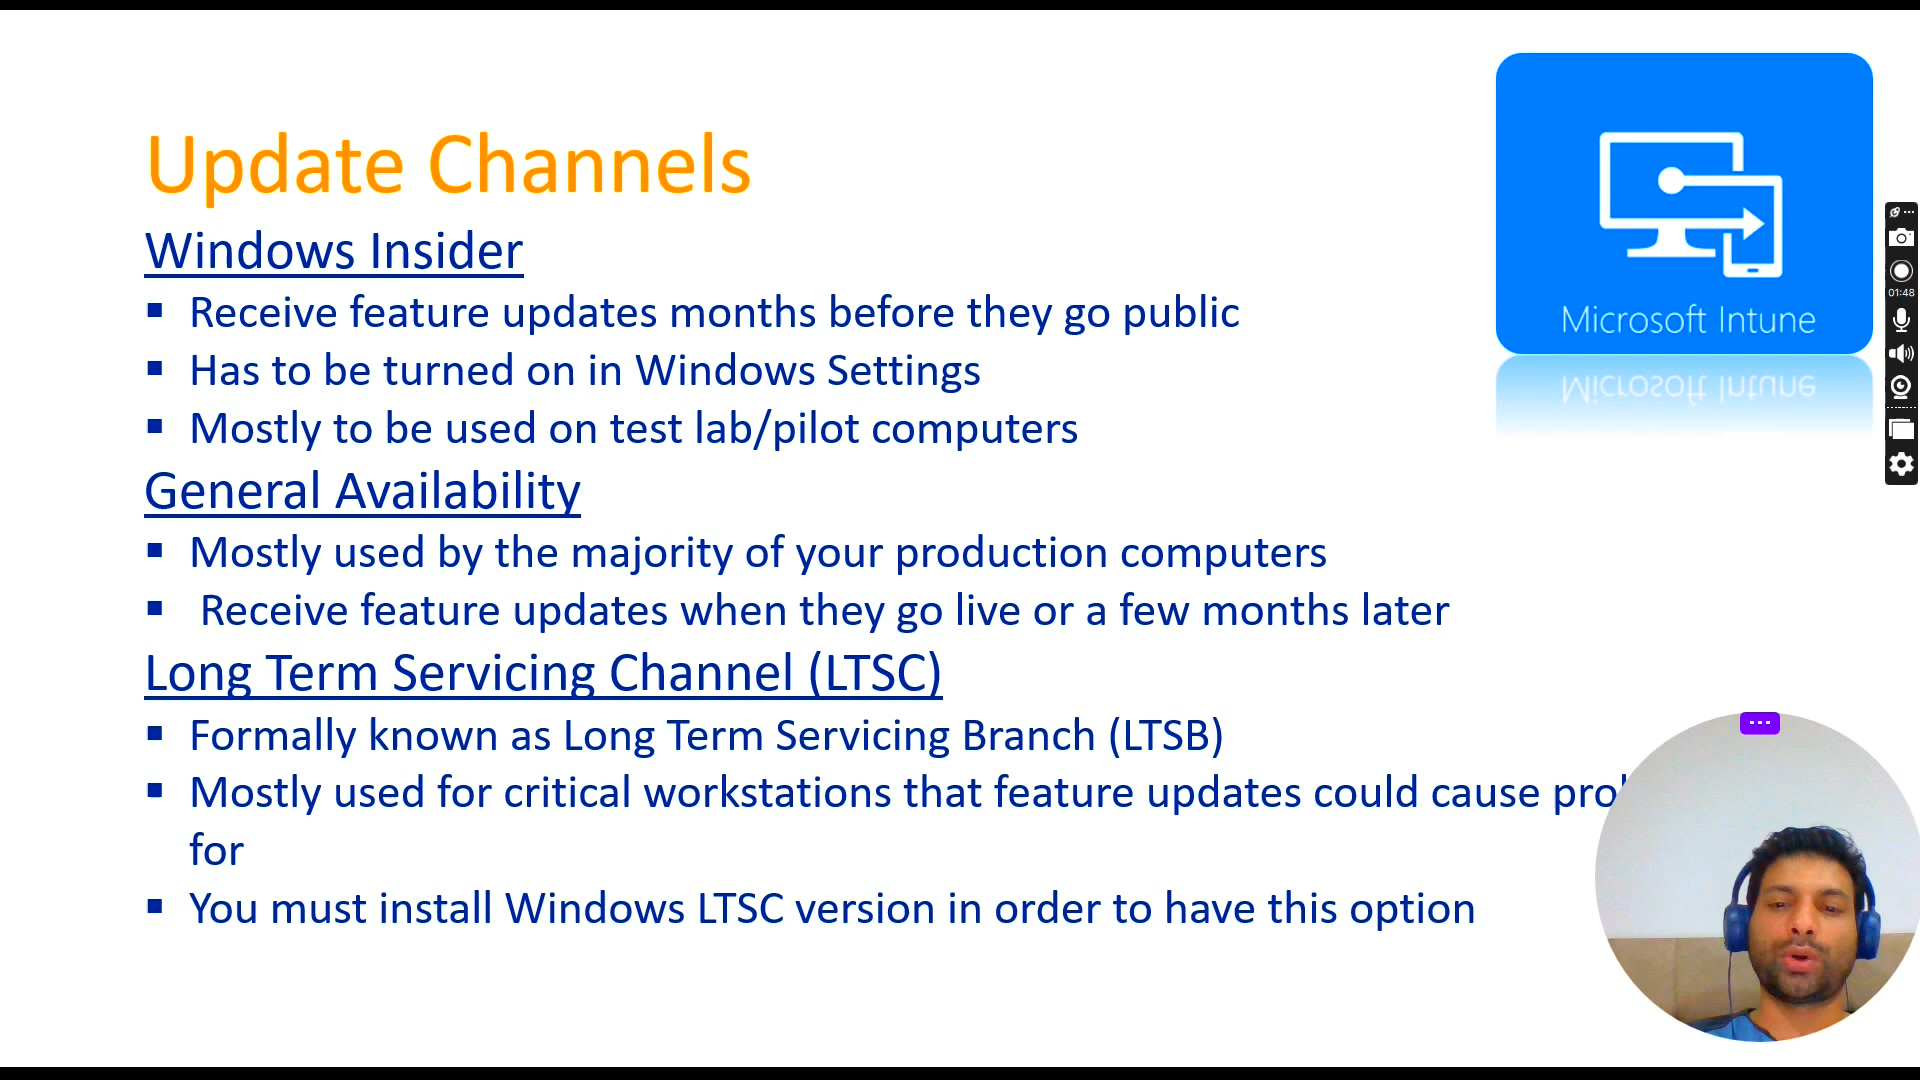 Update Channels
Windows Insider
Receive feature updates months before they go public
Has to be turned on in Windows Settings
Mostly to be used on test lab/pilot computers
General Availability
Mostly used by the majority of your production computers
Receive feature updates when they go live or a few months later
Long Term Servicing Channel (LTSC)
Formally known as Long Term Servicing Branch (LTSB)
Mostly used for critical workstations that feature updates could cause
for
You must install Windows LTSC version in order to have this option
Microsoft Intune
Microsoft Intune
01:48